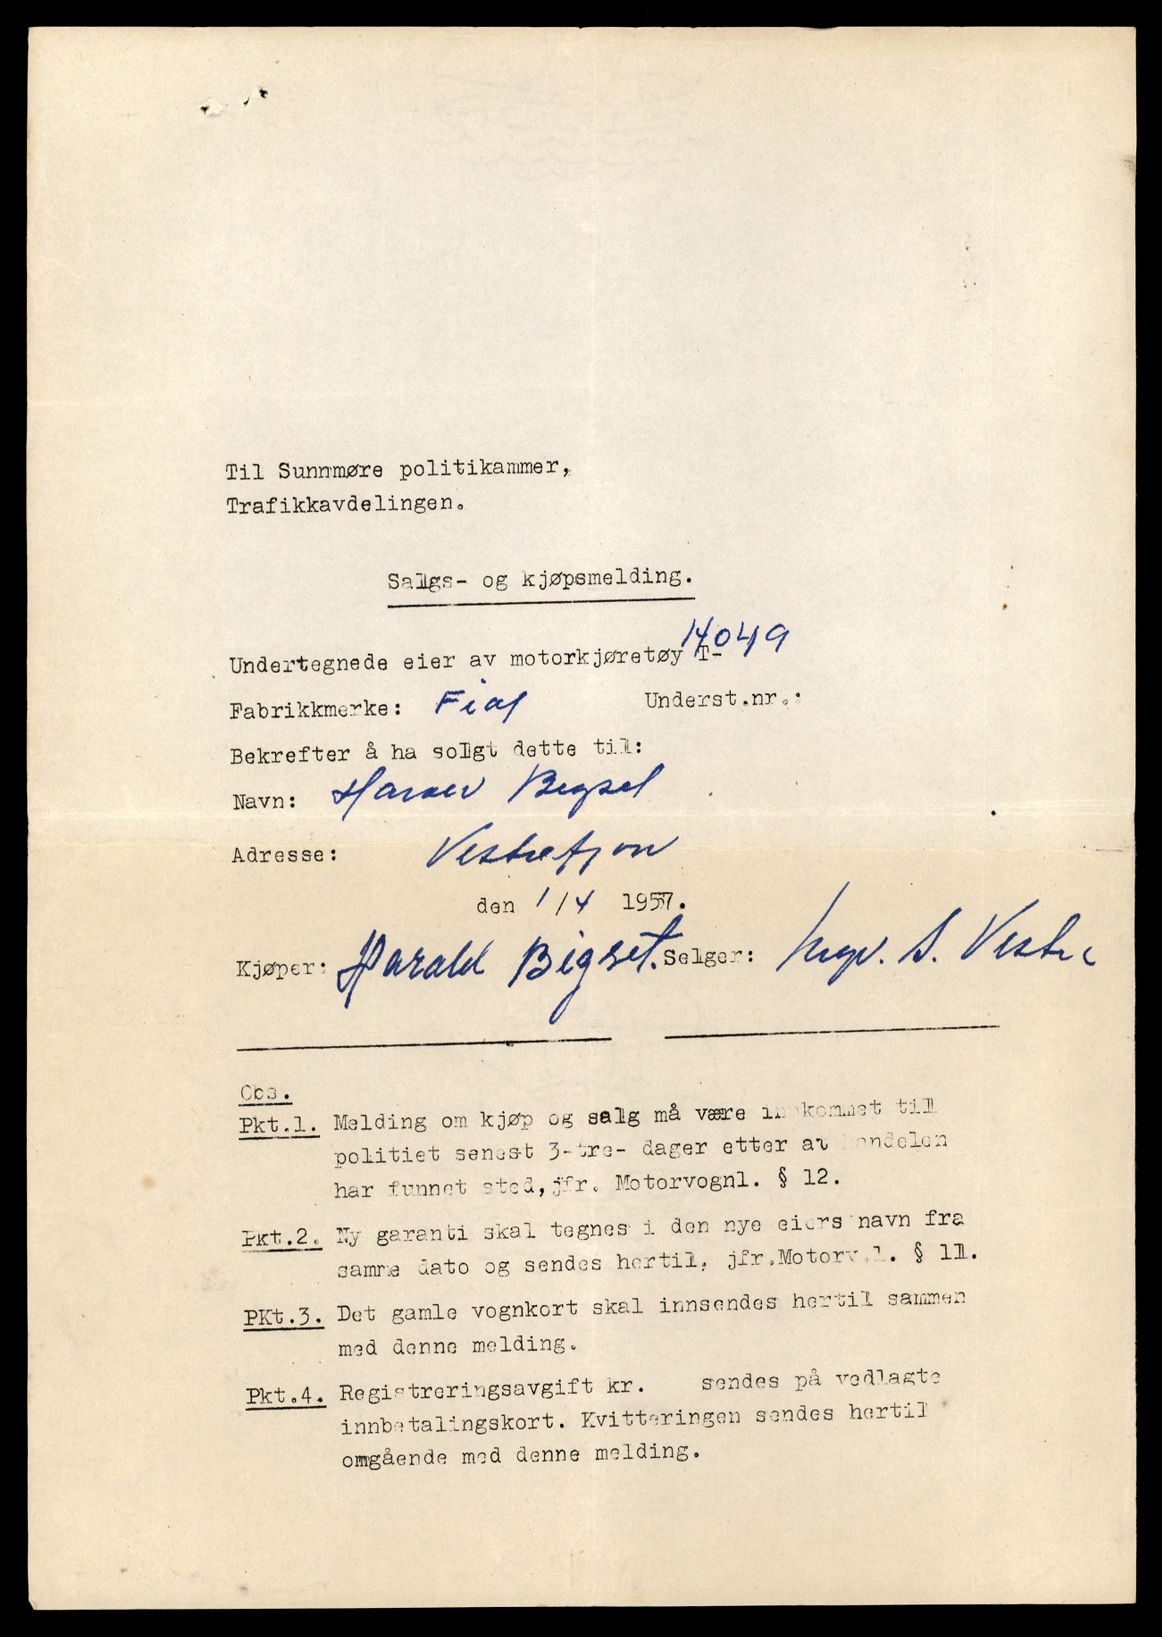 Til Sunnmøre politikammer,
Trafikkavdelingen.
Salgs- og kjøpsmelding.
Undertegnede eier av motorkjøretøy T- 14049
Fabrikkmerke: Fiat Underst.nr.:
Bekrefter å ha solgt dette til:
Navn: Harald Bigset
Adresse: Vestrefjon
den 1/4 1957.
Kjøper: Harald Bigset. Selger: S. Vestre
Obs.
Pkt.1. Melding om kjøp og salg må være innkommet till
politiet senest 3-tre- dager etter at handelen
har funnet sted, jfr. Motorvognl. § 12.
Pkt.2. Ny garanti skal tegnes i den nye eiers navn fra
samme dato og sendes hertil, jfr.Motorv.l. § 11.
PKt.3. Det gamle vognkort skal innsendes hertil sammen
med denne melding.
Pkt.4. Registreringsavgift kr. sendes på vedlagte
innbetalingskort. Kvitteringen sendes hertil
omgående med denne melding.